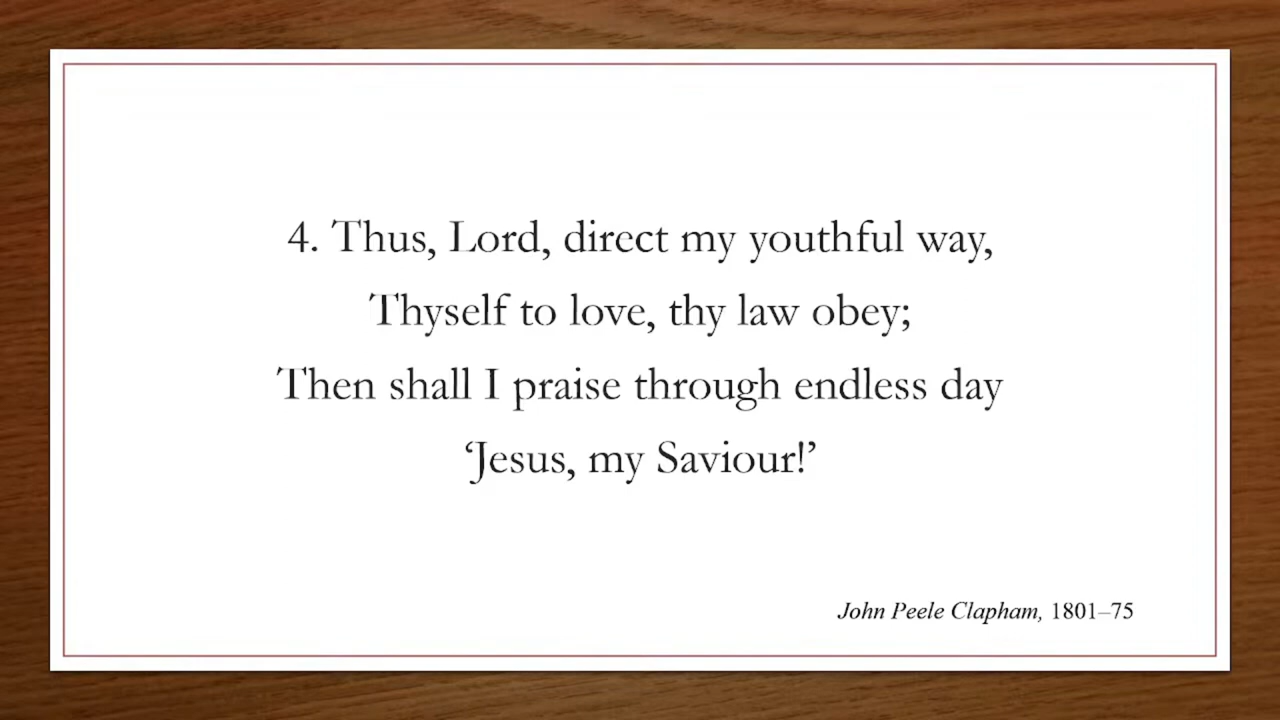 4. Thus, Lord, direct my youthful way,
Thyself to love, thy law obey;
Then shall I praise through endless day
‘Jesus, my Saviour!’
John Peele Clapham, 1801–75